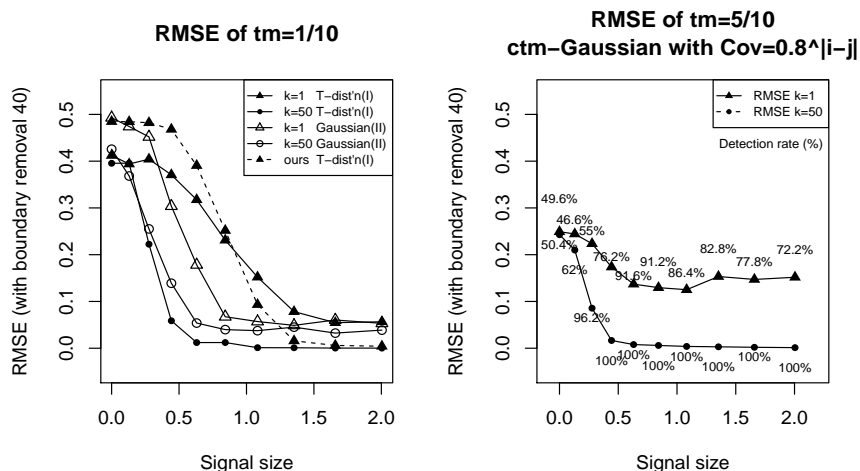 RMSE of tm=1/10
RMSE (with boundary removal 40)
0.5
0.4
0.3
0.2
0.1
0.0
k=1 T−dist'n(I)
k=50 T−dist'n(I)
k=1 Gaussian(II)
k=50 Gaussian(II)
ours T−dist'n(I)
0.0 0.5 1.0 1.5 2.0
Signal size
RMSE of tm=5/10
ctm−Gaussian with Cov=0.8^|i−j|
RMSE (with boundary removal 40)
0.5
0.4
0.3
0.2
0.1
0.0
RMSE k=1
RMSE k=50
Detection rate (%)
49.6%
46.6%
55%
76.2%
91.6%
91.2%
86.4%
82.8%
77.8%
72.2%
50.4%
62%
96.2%
100%
100%
100%
100%
100%
100%
100%
0.0 0.5 1.0 1.5 2.0
Signal size